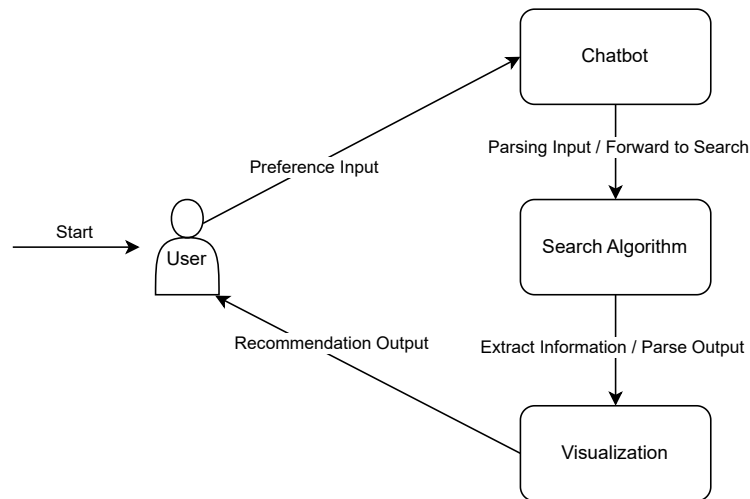 Chatbot
Parsing Input / Forward to Search
Preference Input
Start
User
Search Algorithm
Recommendation Output
Extract Information / Parse Output
Visualization